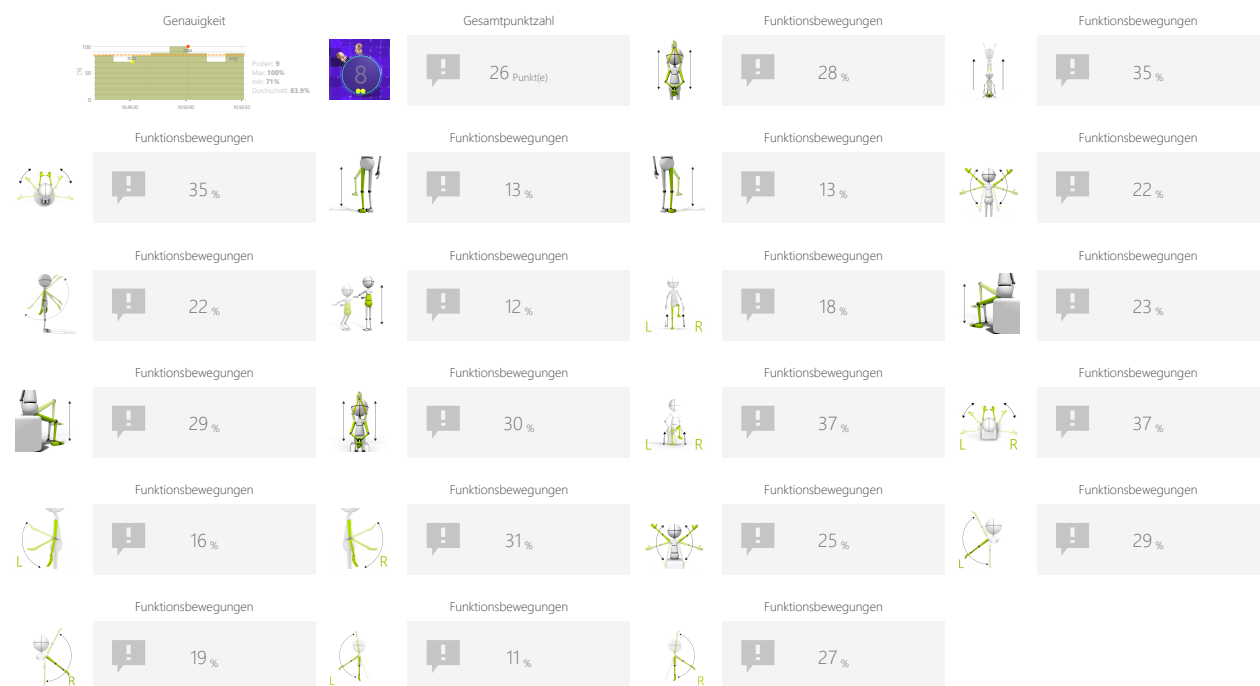 Genauigkeit
100
50
0
[%]
Proben: 9
Max: 100%
min: 71%
Durchschnitt: 83.9%
10:50:00
Gesamtpunktzahl
8
26 Punkt(e)
Funktionsbewegungen
28 %
Funktionsbewegungen
35 %
Funktionsbewegungen
35 %
Funktionsbewegungen
13 %
Funktionsbewegungen
13 %
Funktionsbewegungen
22 %
Funktionsbewegungen
22 %
Funktionsbewegungen
12 %
Funktionsbewegungen
L R
18 %
Funktionsbewegungen
23 %
Funktionsbewegungen
29 %
Funktionsbewegungen
30 %
Funktionsbewegungen
L R
37 %
Funktionsbewegungen
L R
37 %
Funktionsbewegungen
L
16 %
Funktionsbewegungen
R
31 %
Funktionsbewegungen
25 %
Funktionsbewegungen
L
29 %
Funktionsbewegungen
R
19 %
Funktionsbewegungen
L
11 %
Funktionsbewegungen
R
27 %